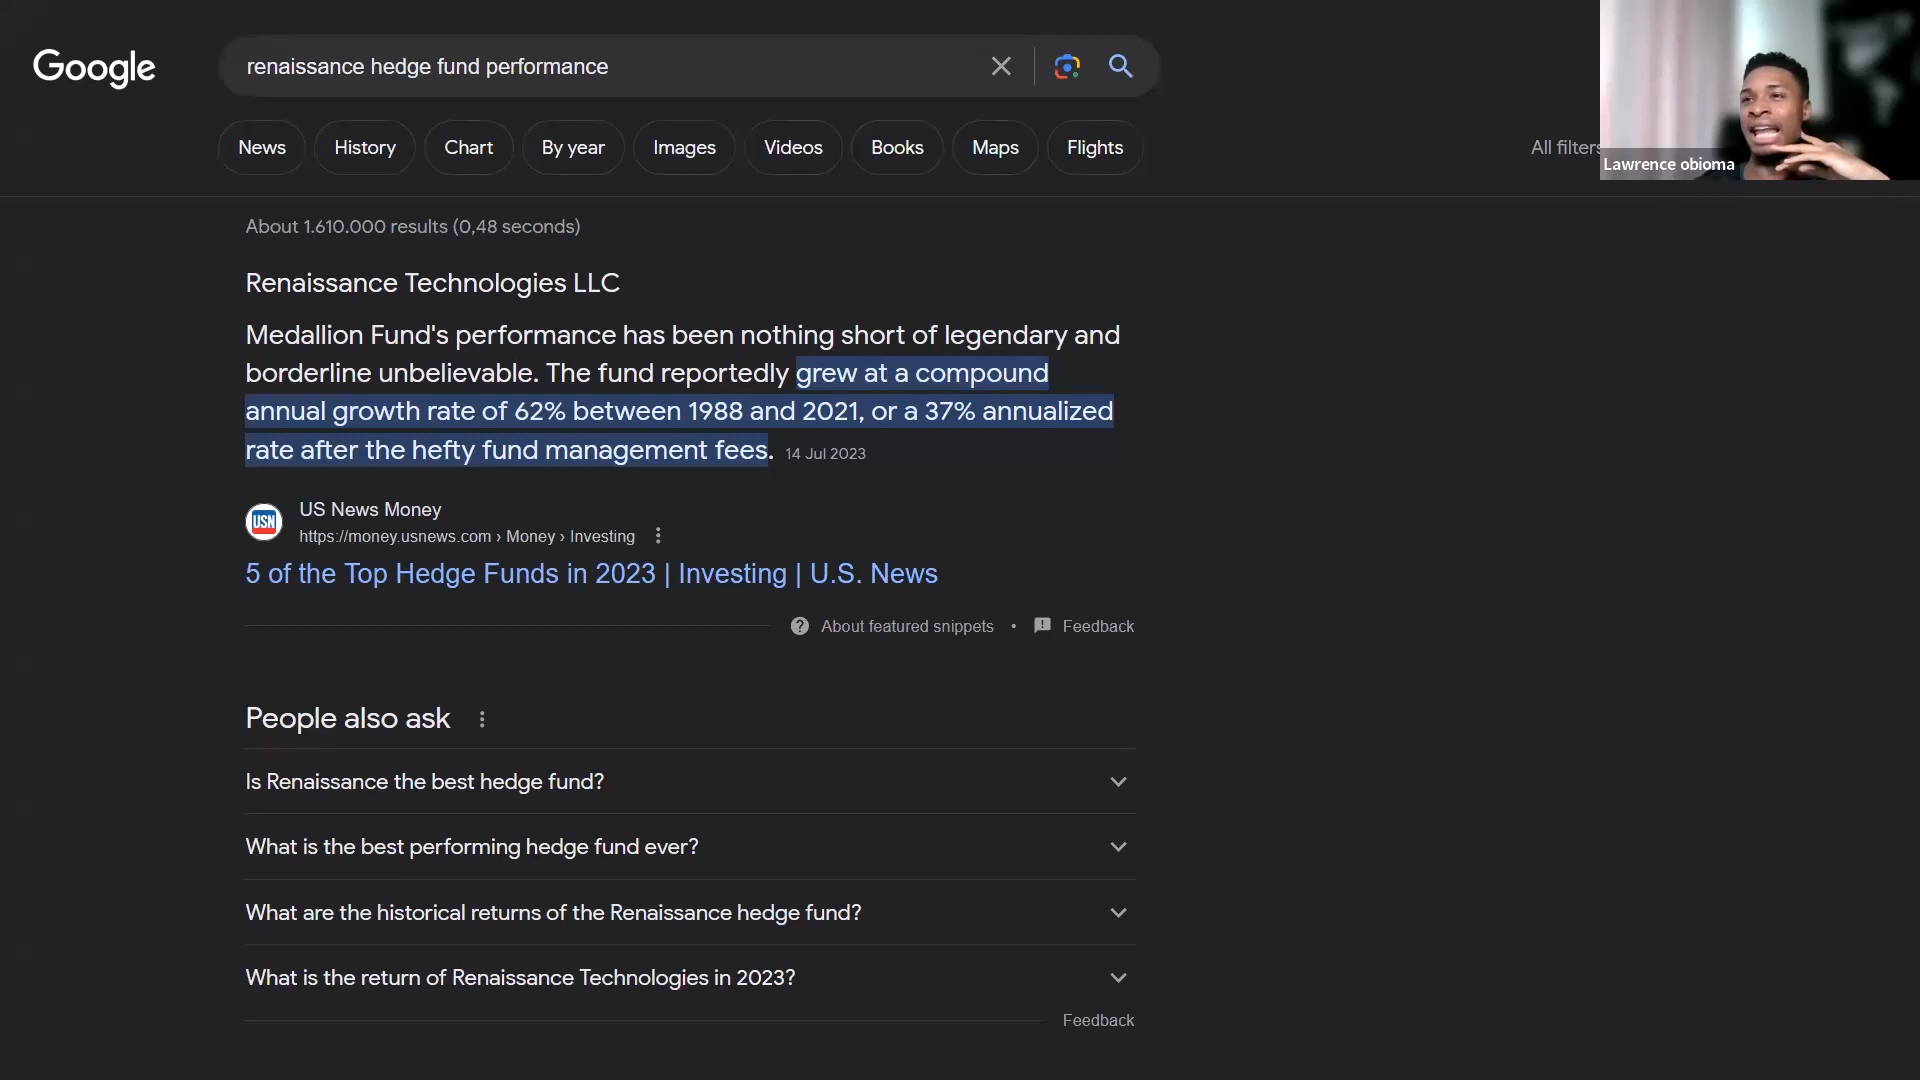 Google
renaissance hedge fund performance
News History Chart By year Images Videos Books Maps Flights
All filters
Lawrence obioma
About 1.610.000 results (0,48 seconds)
Renaissance Technologies LLC
Medallion Fund's performance has been nothing short of legendary and
borderline unbelievable. The fund reportedly grew at a compound
annual growth rate of 62% between 1988 and 2021, or a 37% annualized
rate after the hefty fund management fees. 14 Jul 2023
USN
US News Money
https://money.usnews.com › Money › Investing
5 of the Top Hedge Funds in 2023 | Investing | U.S. News
About featured snippets • Feedback
People also ask
Is Renaissance the best hedge fund?
What is the best performing hedge fund ever?
What are the historical returns of the Renaissance hedge fund?
What is the return of Renaissance Technologies in 2023?
Feedback